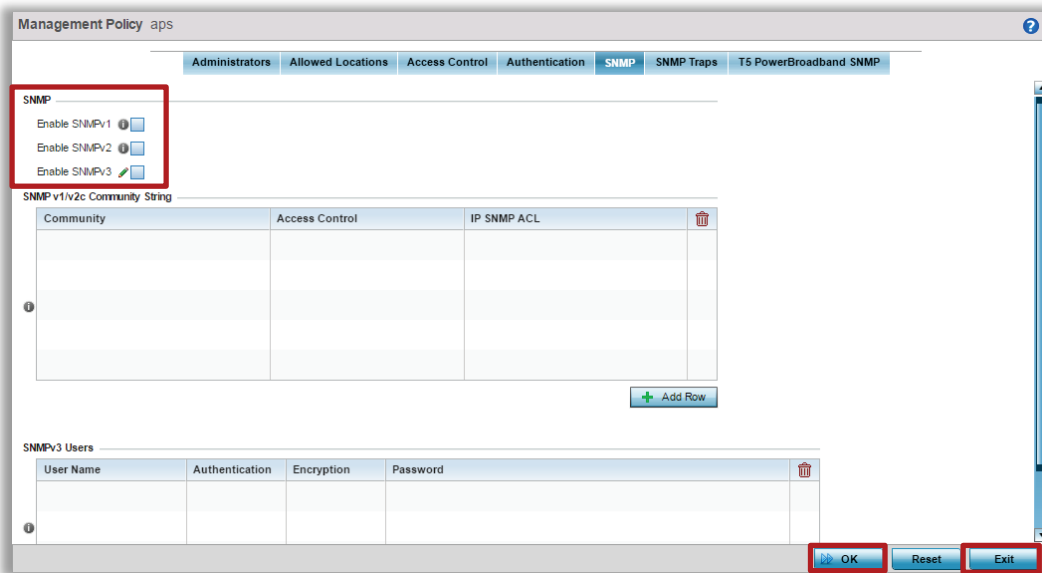 Management Policy aps
Administrators Allowed Locations Access Control Authentication SNMP SNMP Traps T5 PowerBroadband SNMP
SNMP
Enable SNMPv1
Enable SNMPv2
Enable SNMPv3
SNMP v1/v2c Community String
Community Access Control IP SNMP ACL
Add Row
SNMPv3 Users
User Name Authentication Encryption Password
OK Reset Exit